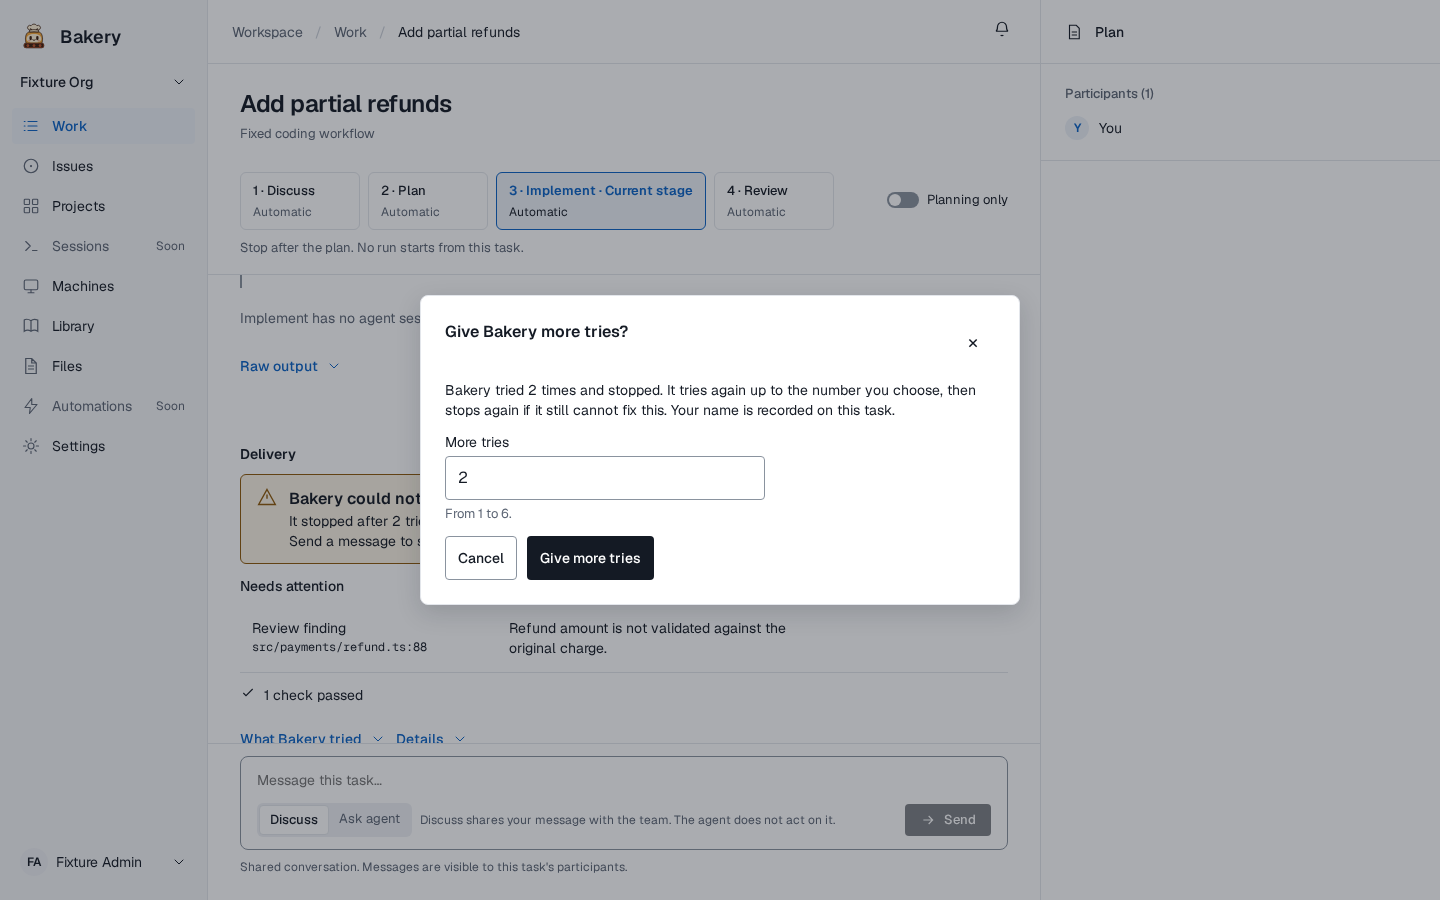 Bakery
Fixture Org
Work
Issues
Projects
Sessions Soon
Machines
Library
Files
Automations Soon
Settings
FA Fixture Admin
Workspace / Work / Add partial refunds
Add partial refunds
Fixed coding workflow
1 · Discuss
Automatic
2 · Plan
Automatic
3 · Implement · Current stage
Automatic
4 · Review
Automatic
Planning only
Stop after the plan. No run starts from this task.
Implement has no agent
Raw output
Delivery
Bakery could not
It stopped after 2
Send a message to
Needs attention
Review finding
src/payments/refund.ts:88
Refund amount is not validated against the
original charge.
1 check passed
What Bakery tried Details
Message this task...
Discuss Ask agent Discuss shares your message with the team. The agent does not act on it. Send
Shared conversation. Messages are visible to this task's participants.
Give Bakery more tries?
Bakery tried 2 times and stopped. It tries again up to the number you choose, then
stops again if it still cannot fix this. Your name is recorded on this task.
More tries
2
From 1 to 6.
Cancel Give more tries
Plan
Participants (1)
Y You